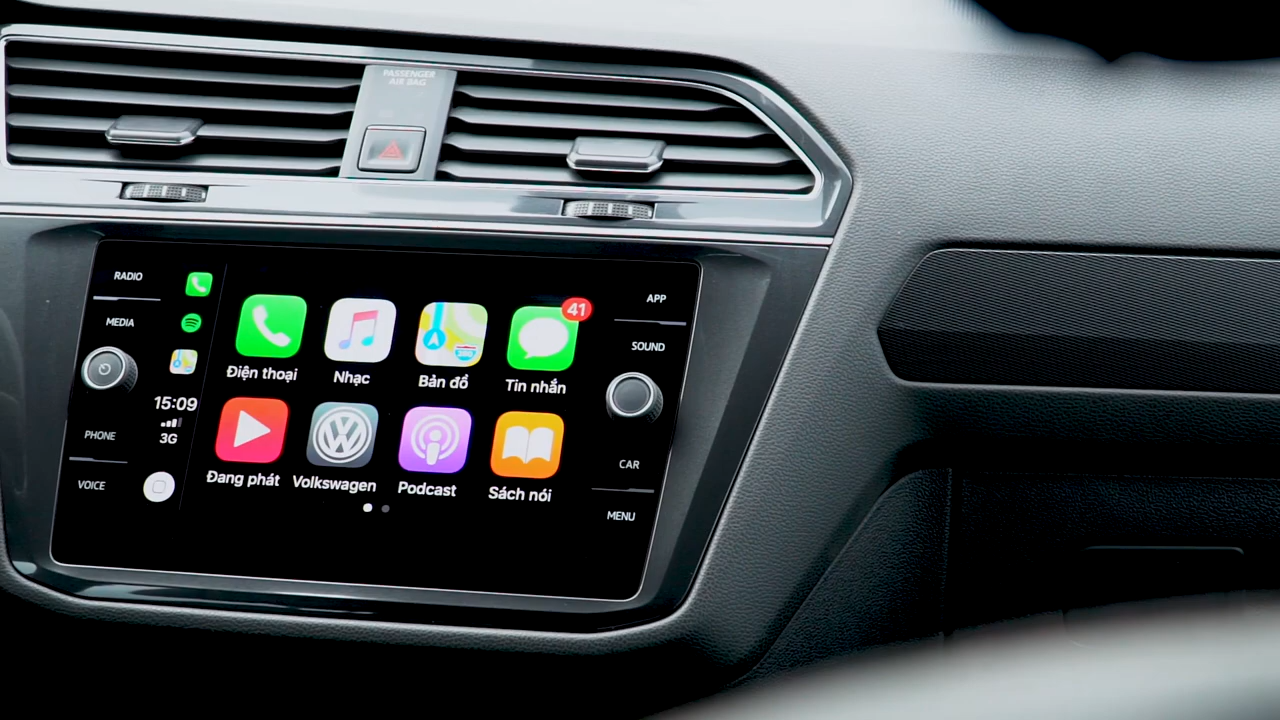 PASSENGER
AIR BAG
RADIO
MEDIA
PHONE
VOICE
15:09
3G
Điện thoại
Nhạc
Bản đồ
280
Tin nhắn
41
Đang phát
Volkswagen
Podcast
Sách nói
APP
SOUND
CAR
MENU